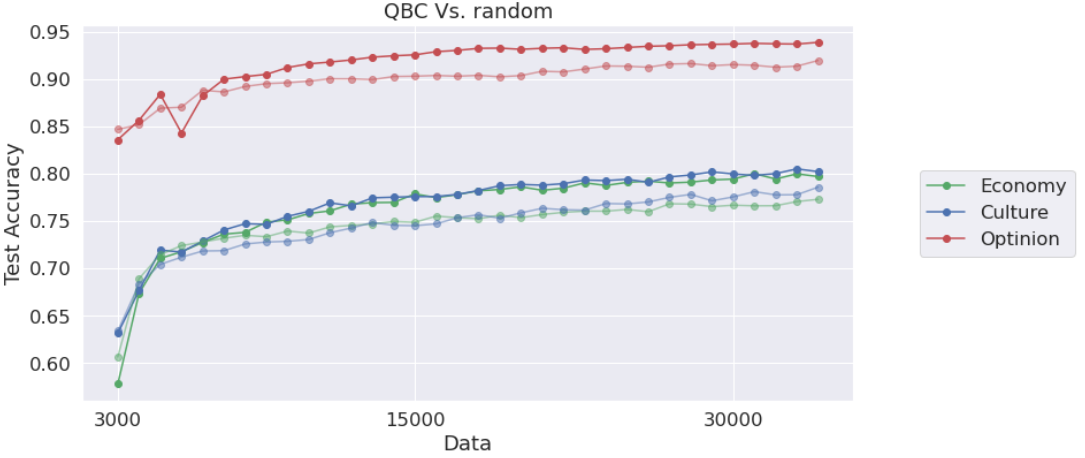 QBC Vs. random
Test Accuracy
0.95
0.90
0.85
0.80
0.75
0.70
0.65
0.60
3000
15000
30000
Data
Economy
Culture
Optinion